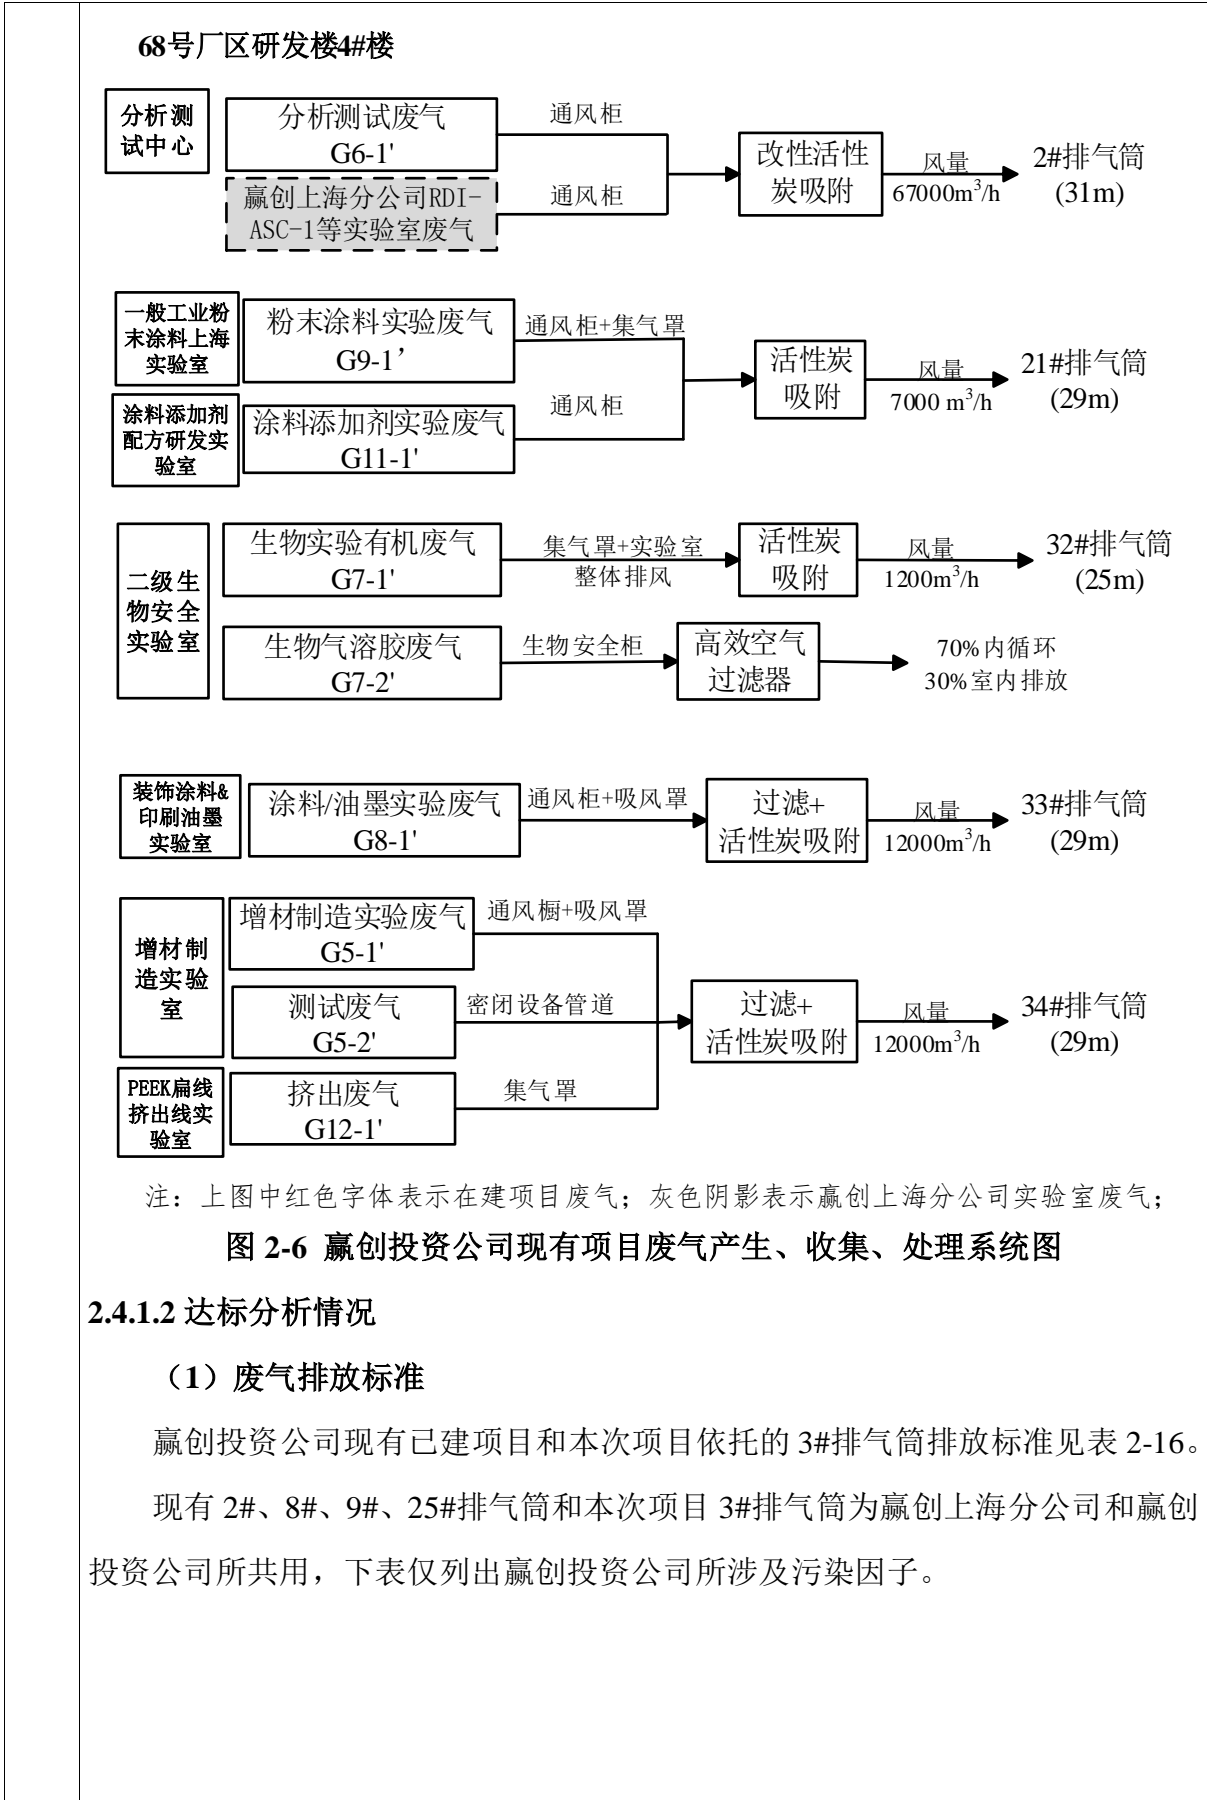 68号厂区研发楼4#楼
分析测
试中心
分析测试废气
G6-1'
通风柜
赢创上海分公司RDI-
ASC-1等实验室废气
通风柜
改性活性
炭吸附
风量
67000m³/h
2#排气筒
(31m)
一般工业粉
末涂料上海
实验室
粉末涂料实验废气
G9-1’
通风柜+集气罩
涂料添加剂
配方研发实
验室
涂料添加剂实验废气
G11-1'
通风柜
活性炭
吸附
风量
7000 m³/h
21#排气筒
(29m)
二级生
物安全
实验室
生物实验有机废气
G7-1'
集气罩+实验室
整体排风
活性炭
吸附
风量
1200m³/h
32#排气筒
(25m)
生物气溶胶废气
G7-2'
生物安全柜
高效空气
过滤器
70%内循环
30%室内排放
装饰涂料&
印刷油墨
实验室
涂料/油墨实验废气
G8-1'
通风柜+吸风罩
过滤+
活性炭吸附
风量
12000m³/h
33#排气筒
(29m)
增材制
造实验
室
增材制造实验废气
G5-1'
通风橱+吸风罩
测试废气
G5-2'
密闭设备管道
PEEK扁线
挤出线实
验室
挤出废气
G12-1'
集气罩
过滤+
活性炭吸附
风量
12000m³/h
34#排气筒
(29m)
注：上图中红色字体表示在建项目废气；灰色阴影表示赢创上海分公司实验室废气；
图 2-6 赢创投资公司现有项目废气产生、收集、处理系统图
2.4.1.2 达标分析情况
（1）废气排放标准
赢创投资公司现有已建项目和本次项目依托的 3#排气筒排放标准见表 2-16。
现有 2#、8#、9#、25#排气筒和本次项目 3#排气筒为赢创上海分公司和赢创
投资公司所共用，下表仅列出赢创投资公司所涉及污染因子。